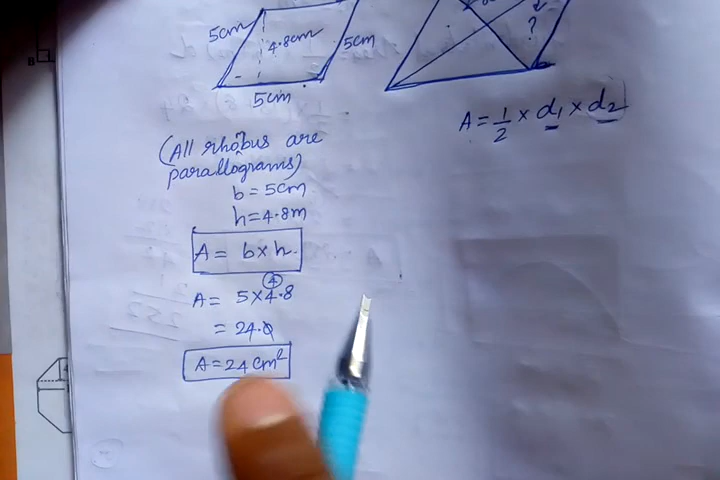 5cm
4.8cm
5cm
5cm
?
A = 1/2 × d1 × d2
(All rhombus are
parallograms)
b = 5cm
h = 4.8m
A = b×h.
4
A = 5×4.8
= 24.0
A = 24 cm²